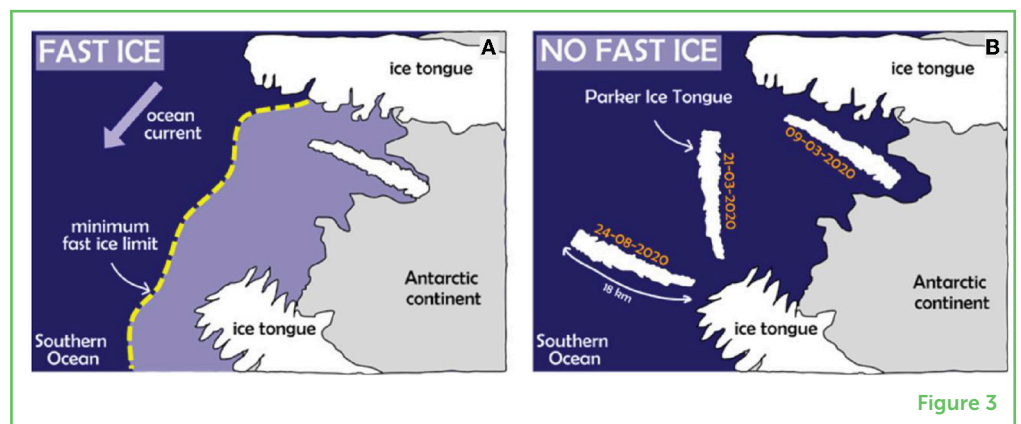 FAST ICE
A
ice tongue
ocean
current
minimum
fast ice limit
Antarctic
continent
ice tongue
Southern
Ocean
NO FAST ICE
B
ice tongue
Parker Ice Tongue
09-03-2020
21-03-2020
24-08-2020
18 km
Antarctic
continent
ice tongue
Southern
Ocean
Figure 3